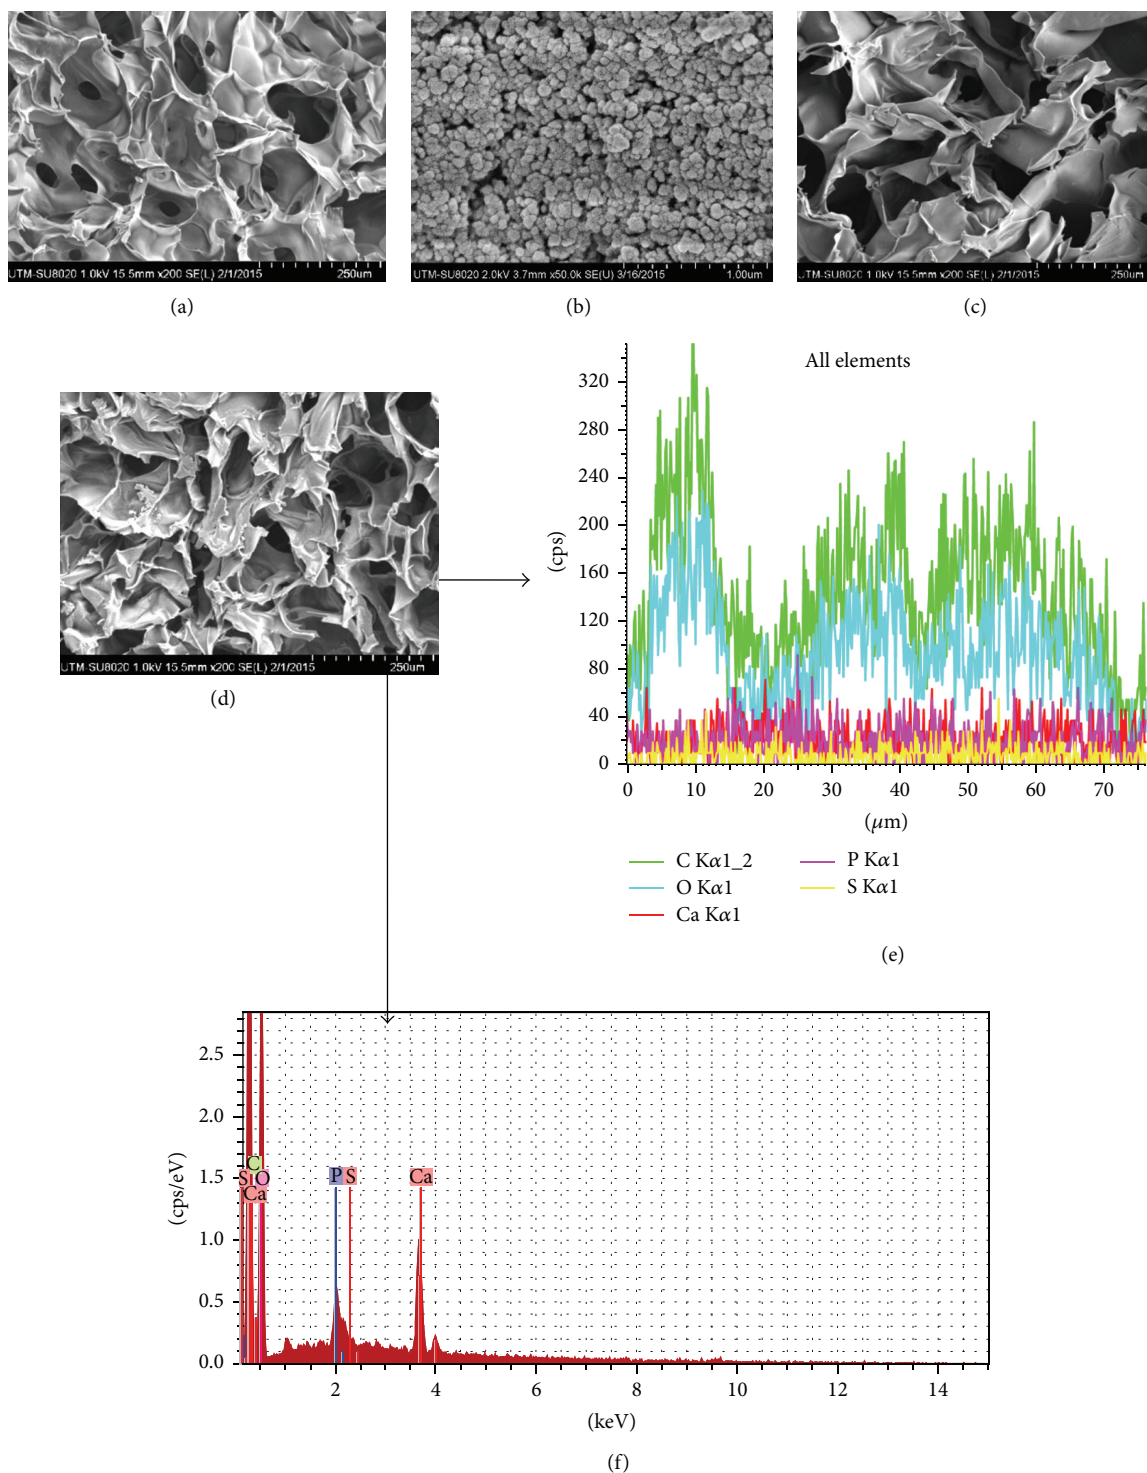 UTM-SU8020 1.0kV 15.5mm x200 SE(L) 2/1/2015 250um
(a)
UTM-SU8020 2.0kV 3.7mm x50.0k SE(U) 3/16/2015 1.00um
(b)
UTM-SU8020 1.0kV 15.5mm x200 SE(L) 2/1/2015 250um
(c)
UTM-SU8020 1.0kV 15.5mm x200 SE(L) 2/1/2015 250um
(d)
All elements
320
280
240
200
160
120
80
40
0
(cps)
0 10 20 30 40 50 60 70
(μm)
C Kα1_2
O Kα1
Ca Kα1
P Kα1
S Kα1
(e)
2.5
2.0
1.5
1.0
0.5
0.0
(cps/eV)
C
S O
Ca
P S
Ca
2 4 6 8 10 12 14
(keV)
(f)